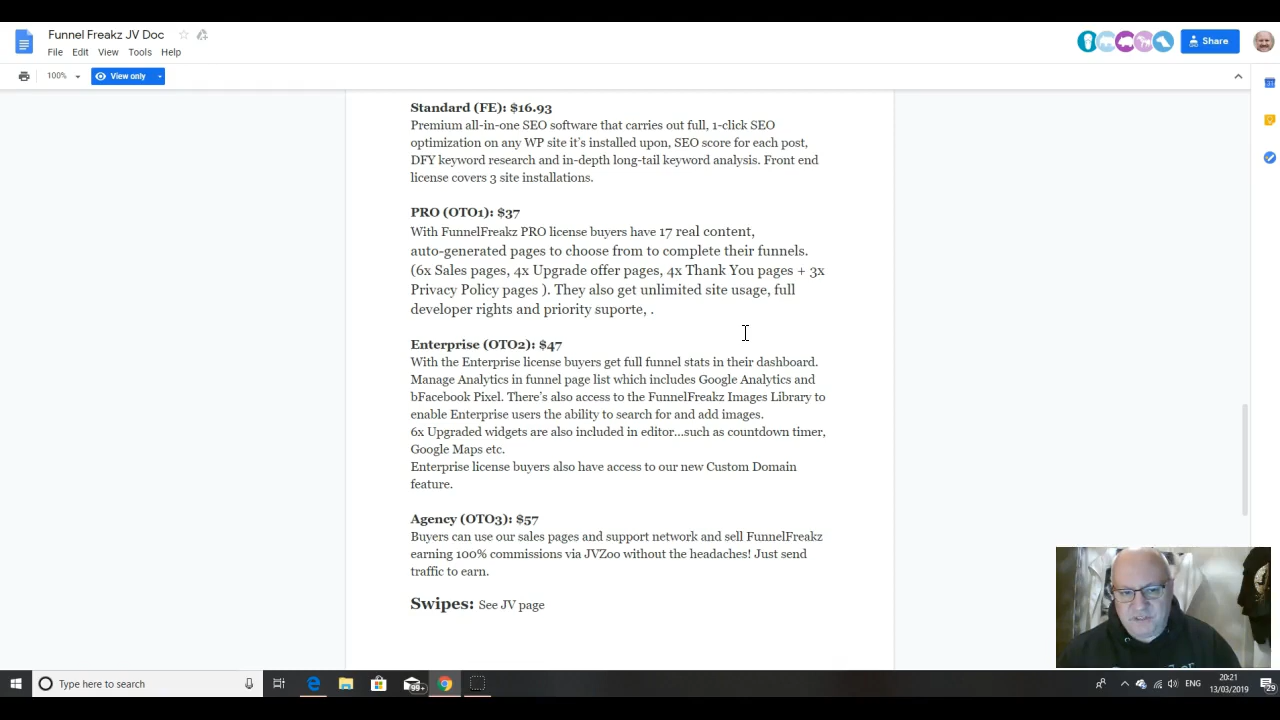 Funnel Freakz JV Doc
File Edit View Tools Help
Share
100% View only
31
Standard (FE): $16.93
Premium all-in-one SEO software that carries out full, 1-click SEO
optimization on any WP site it's installed upon, SEO score for each post,
DFY keyword research and in-depth long-tail keyword analysis. Front end
license covers 3 site installations.
PRO (OTO1): $37
With FunnelFreakz PRO license buyers have 17 real content,
auto-generated pages to choose from to complete their funnels.
(6x Sales pages, 4x Upgrade offer pages, 4x Thank You pages + 3x
Privacy Policy pages ). They also get unlimited site usage, full
developer rights and priority suporte, .
Enterprise (OTO2): $47
With the Enterprise license buyers get full funnel stats in their dashboard.
Manage Analytics in funnel page list which includes Google Analytics and
bFacebook Pixel. There's also access to the FunnelFreakz Images Library to
enable Enterprise users the ability to search for and add images.
6x Upgraded widgets are also included in editor...such as countdown timer,
Google Maps etc.
Enterprise license buyers also have access to our new Custom Domain
feature.
Agency (OTO3): $57
Buyers can use our sales pages and support network and sell FunnelFreakz
earning 100% commissions via JVZoo without the headaches! Just send
traffic to earn.
Swipes: See JV page
Type here to search
99+
ENG
20:21
13/03/2019
29